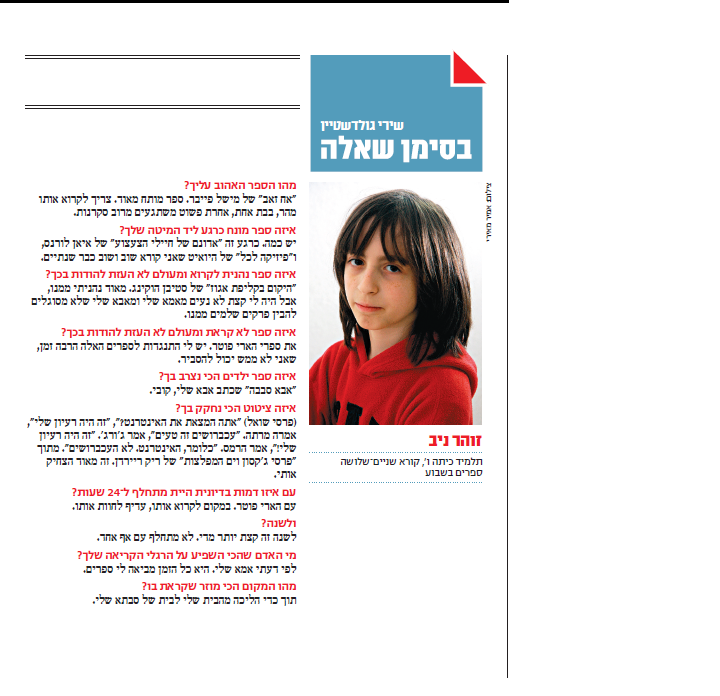 שירי גולדשטיין
בסימן שאלה
צילום: אמיר מאירי
זוהר ניב
תלמיד כיתה ו', קורא שניים־שלושה
ספרים בשבוע
מהו הספר האהוב עליך?
"אח זאב" של מישל פייבר. ספר מותח מאוד. צריך לקרוא אותו
מהר, בבת אחת, אחרת פשוט משתגעים מרוב סקרנות.
איזה ספר מונח כרגע ליד המיטה שלך?
יש כמה. כרגע זה "ארונם של חיילי הצעצוע" של איאן לורנס,
ו"פיזיקה לכל" של היואיט שאני קורא שוב ושוב כבר שנתיים.
איזה ספר נהנית לקרוא ומעולם לא העזת להודות בכך?
"היקום בקליפת אגוז" של סטיבן הוקינג. מאוד נהניתי ממנו,
אבל היה לי קצת לא נעים מאמא שלי ומאבא שלי שלא מסוגלים
להבין פרקים שלמים ממנו.
איזה ספר לא קראת ומעולם לא העזת להודות בכך?
את ספרי הארי פוטר. יש לי התנגדות לספרים האלה הרבה זמן,
שאני לא ממש יכול להסביר.
איזה ספר ילדים הכי נצרב בך?
"אבא סבבה" שכתב אבא שלי, קובי.
איזה ציטוט הכי נחקק בך?
(פרסי שואל) "אתה המצאת את האינטרנט?", "זה היה רעיון שלי",
אמרה מרתה. "עכברושים זה טעים", אמר ג'ורג'. "זה היה רעיון
שלי!", אמר הרמס. "כלומר, האינטרנט. לא העכברושים". מתוך
"פרסי ג'קסון וים המפלצות" של ריק ריירדן. זה מאוד הצחיק
אותי.
עם איזו דמות בדיונית היית מתחלף ל־24 שעות?
עם הארי פוטר. במקום לקרוא אותו, עדיף לחוות אותו.
ולשנה?
לשנה זה קצת יותר מדי. לא מתחלף עם אף אחד.
מי האדם שהכי השפיע על הרגלי הקריאה שלך?
לפי דעתי אמא שלי. היא כל הזמן מביאה לי ספרים.
מהו המקום הכי מוזר שקראת בו?
תוך כדי הליכה מהבית שלי לבית של סבתא שלי.